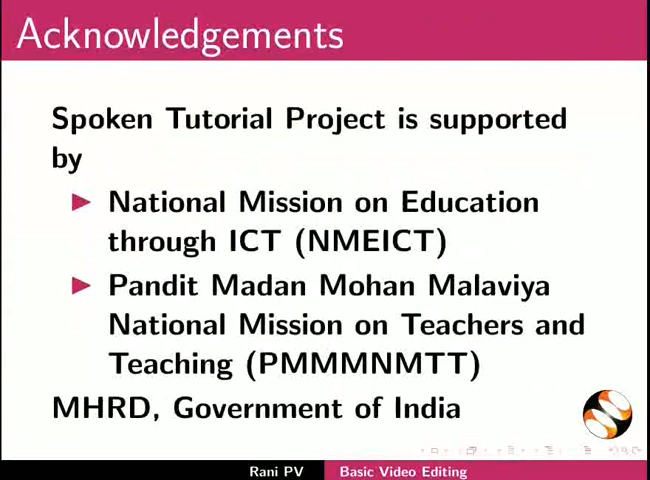 Acknowledgements
Spoken Tutorial Project is supported
by
National Mission on Education
through ICT (NMEICT)
Pandit Madan Mohan Malaviya
National Mission on Teachers and
Teaching (PMMMNMTT)
MHRD, Government of India
Rani PV Basic Video Editing